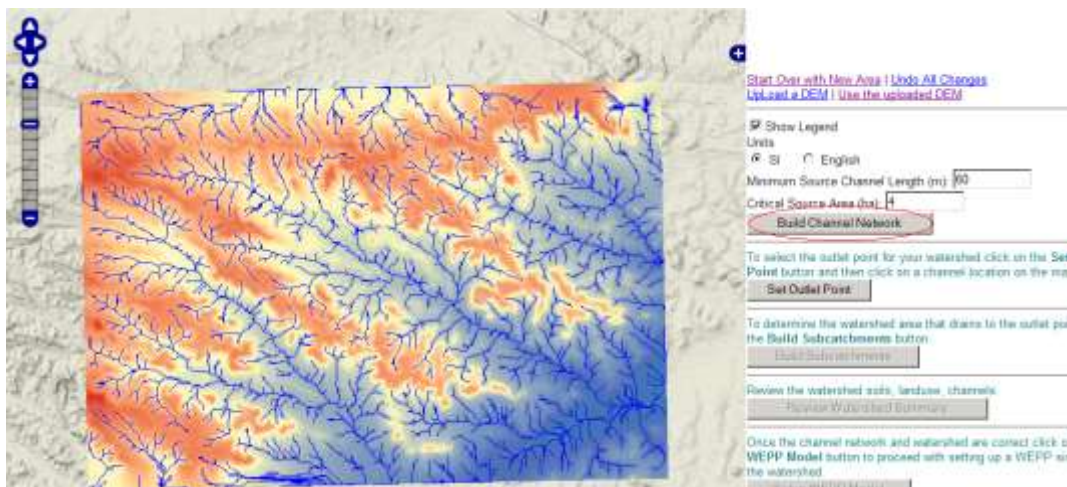 Start Over with New Area | Undo All Changes
UpLoad a DEM | Use the uploaded DEM
Show Legend
Units
SI English
Minimum Source Channel Length (m): 60
Critical Source Area (ha): 4
Build Channel Network
To select the outlet point for your watershed click on the Set
Point button and then click on a channel location on the ma
Set Outlet Point
To determine the watershed area that drains to the outlet po
the Build Subcatchments button.
Build Subcatchments
Review the watershed soils, landuse, channels.
Review Watershed Summary
Once the channel network and watershed are correct click o
WEPP Model button to proceed with setting up a WEPP si
the watershed.